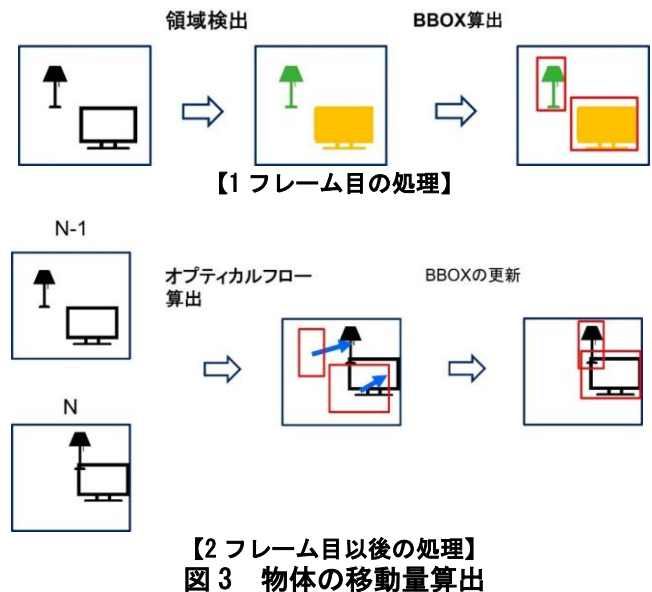 領域検出
BBOX算出
【1フレーム目の処理】
N-1
オプティカルフロー
算出
BBOXの更新
N
【2フレーム目以後の処理】
図3 物体の移動量算出